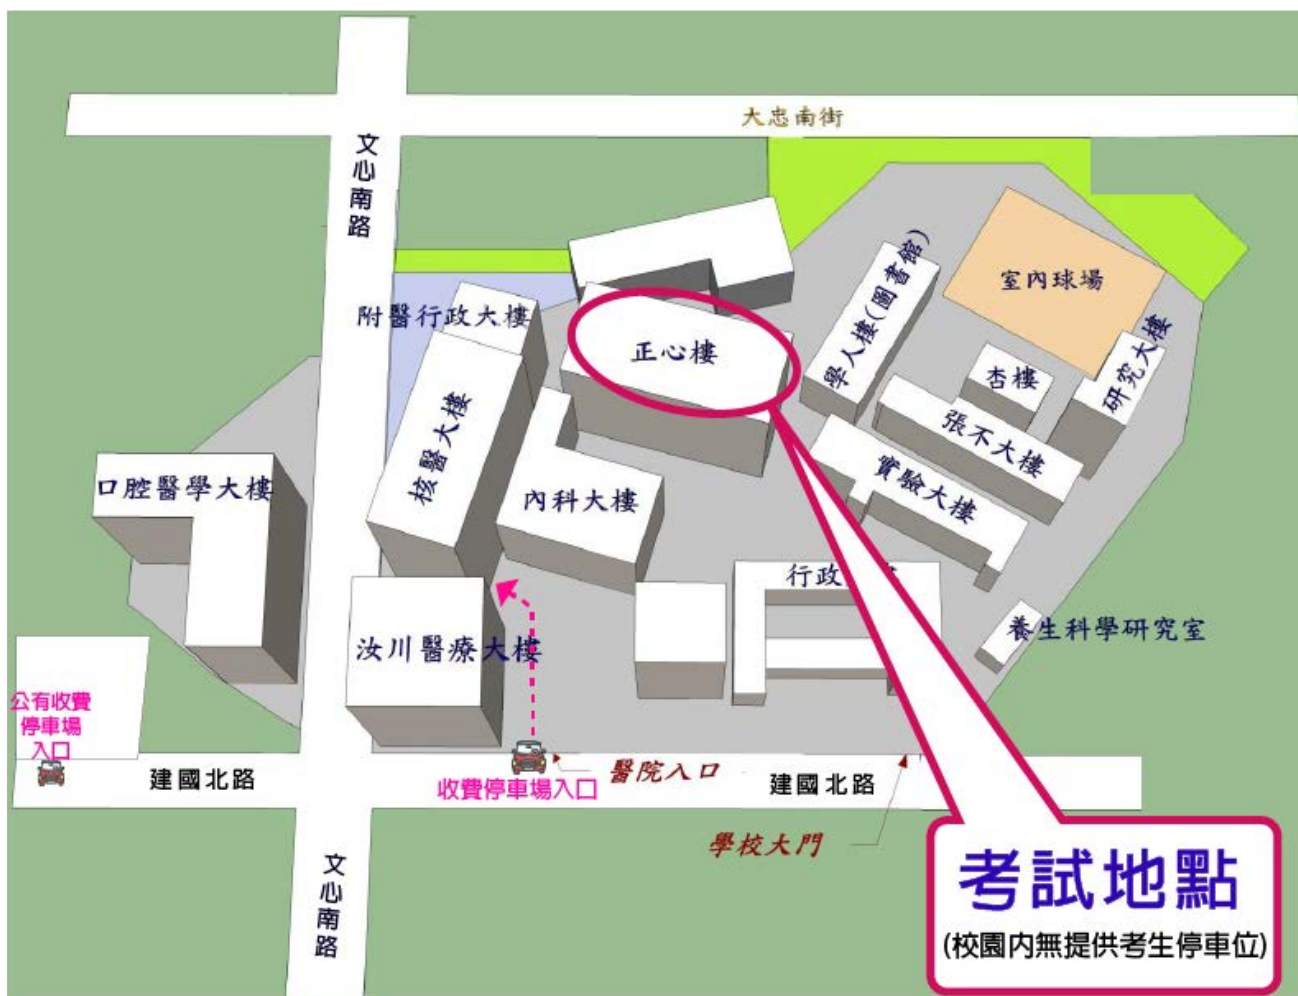 大忠南街
文心南路
室內球場
學人樓(圖書館)
附醫行政大樓
正心樓
研究大樓
杏樓
張不大樓
核醫大樓
實驗大樓
口腔醫學大樓
內科大樓
行政
養生科學研究室
汝川醫療大樓
公有收費
停車場
入口
建國北路
醫院入口
收費停車場入口
建國北路
學校大門
文心南路
考試地點
(校園內無提供考生停車位)